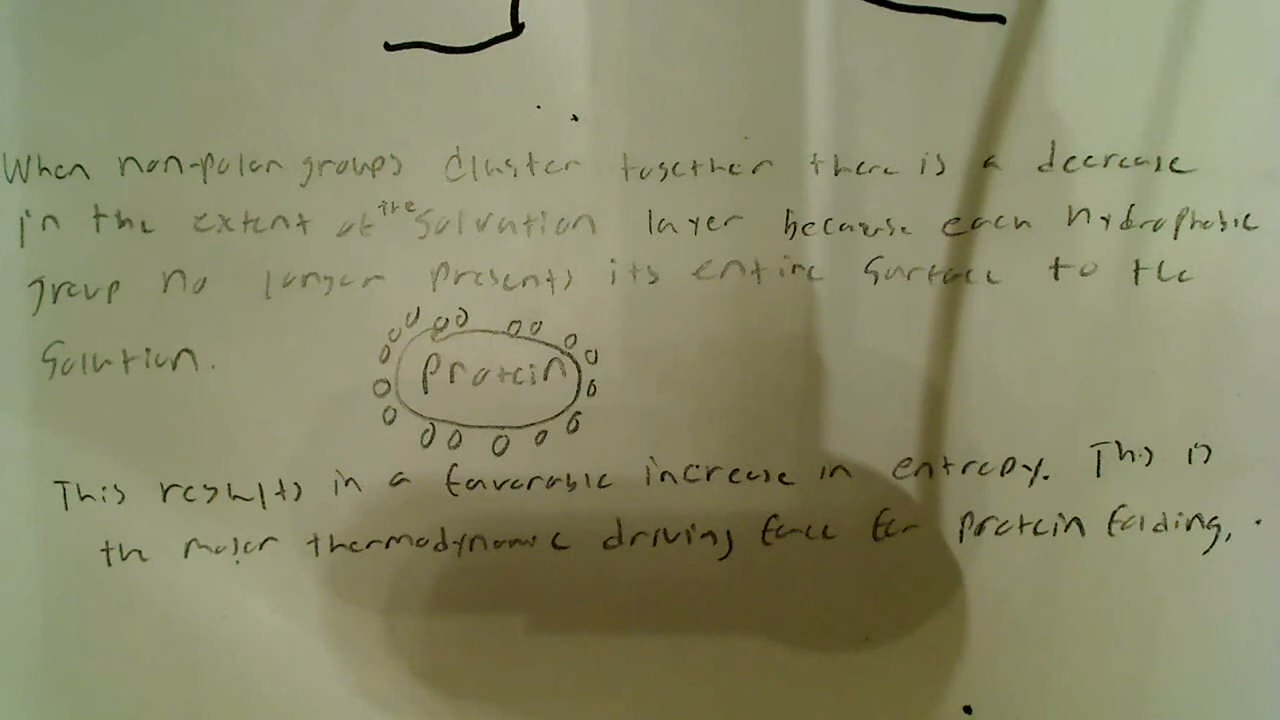 When non-polar groups cluster together there is a decrease
in the extent of the solvation layer because each hydrophobic
group no longer presents its entire surface to the
solution.
Protein
This results in a favorable increase in entropy. This is
the major thermodynamic driving force for protein folding.